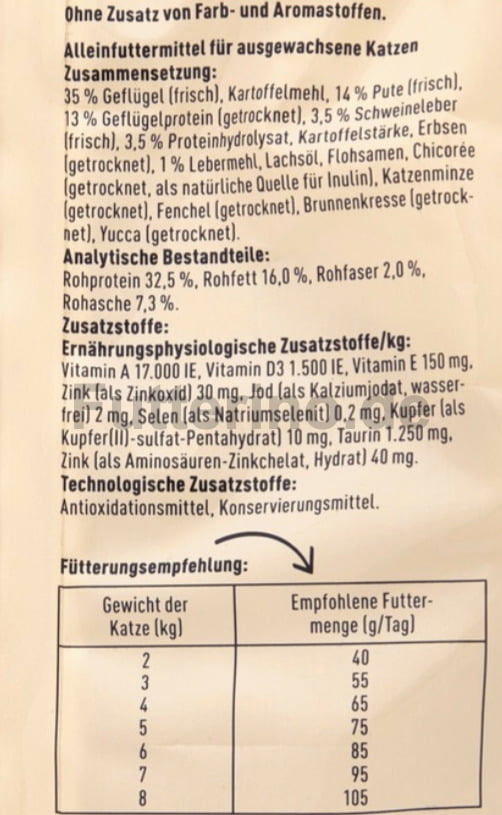 Ohne Zusatz von Farb- und Aromastoffen.
Alleinfuttermittel für ausgewachsene Katzen
Zusammensetzung:
35 % Geflügel (frisch), Kartoffelmehl, 14 % Pute (frisch),
13 % Geflügelprotein (getrocknet), 3,5 % Schweineleber
(frisch), 3,5 % Proteinhydrolysat, Kartoffelstärke, Erbsen
(getrocknet), 1 % Lebermehl, Lachsöl, Flohsamen, Chicorée
(getrocknet, als natürliche Quelle für Inulin), Katzenminze
(getrocknet), Fenchel (getrocknet), Brunnenkresse (getrock-
net), Yucca (getrocknet).
Analytische Bestandteile:
Rohprotein 32,5 %, Rohfett 16,0 %, Rohfaser 2,0 %,
Rohasche 7,3 %.
Zusatzstoffe:
Ernährungsphysiologische Zusatzstoffe/kg:
Vitamin A 17.000 IE, Vitamin D3 1.500 IE, Vitamin E 150 mg,
Zink (als Zinkoxid) 30 mg, Jod (als Kalziumjodat, wasser-
frei) 2 mg, Selen (als Natriumselenit) 0,2 mg, Kupfer (als
Kupfer(II)-sulfat-Pentahydrat) 10 mg, Taurin 1.250 mg,
Zink (als Aminosäuren-Zinkchelat, Hydrat) 40 mg.
Technologische Zusatzstoffe:
Antioxidationsmittel, Konservierungsmittel.
Futterino.de
Fütterungsempfehlung:
Gewicht der Katze (kg) Empfohlene Futter-menge (g/Tag)
2 40
3 55
4 65
5 75
6 85
7 95
8 105